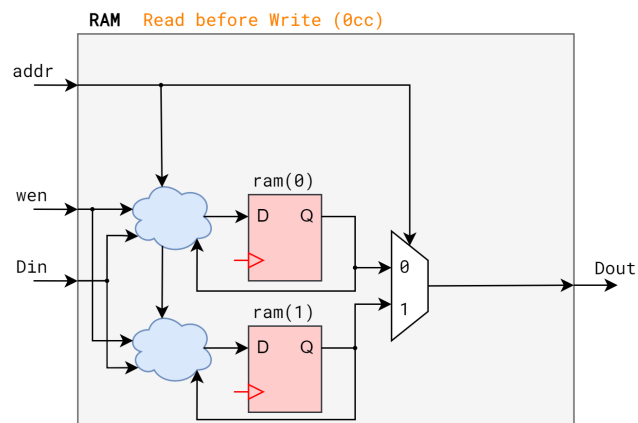 RAM Read before Write (0cc)
addr
wen
Din
ram(0)
D Q
0
1
Dout
ram(1)
D Q